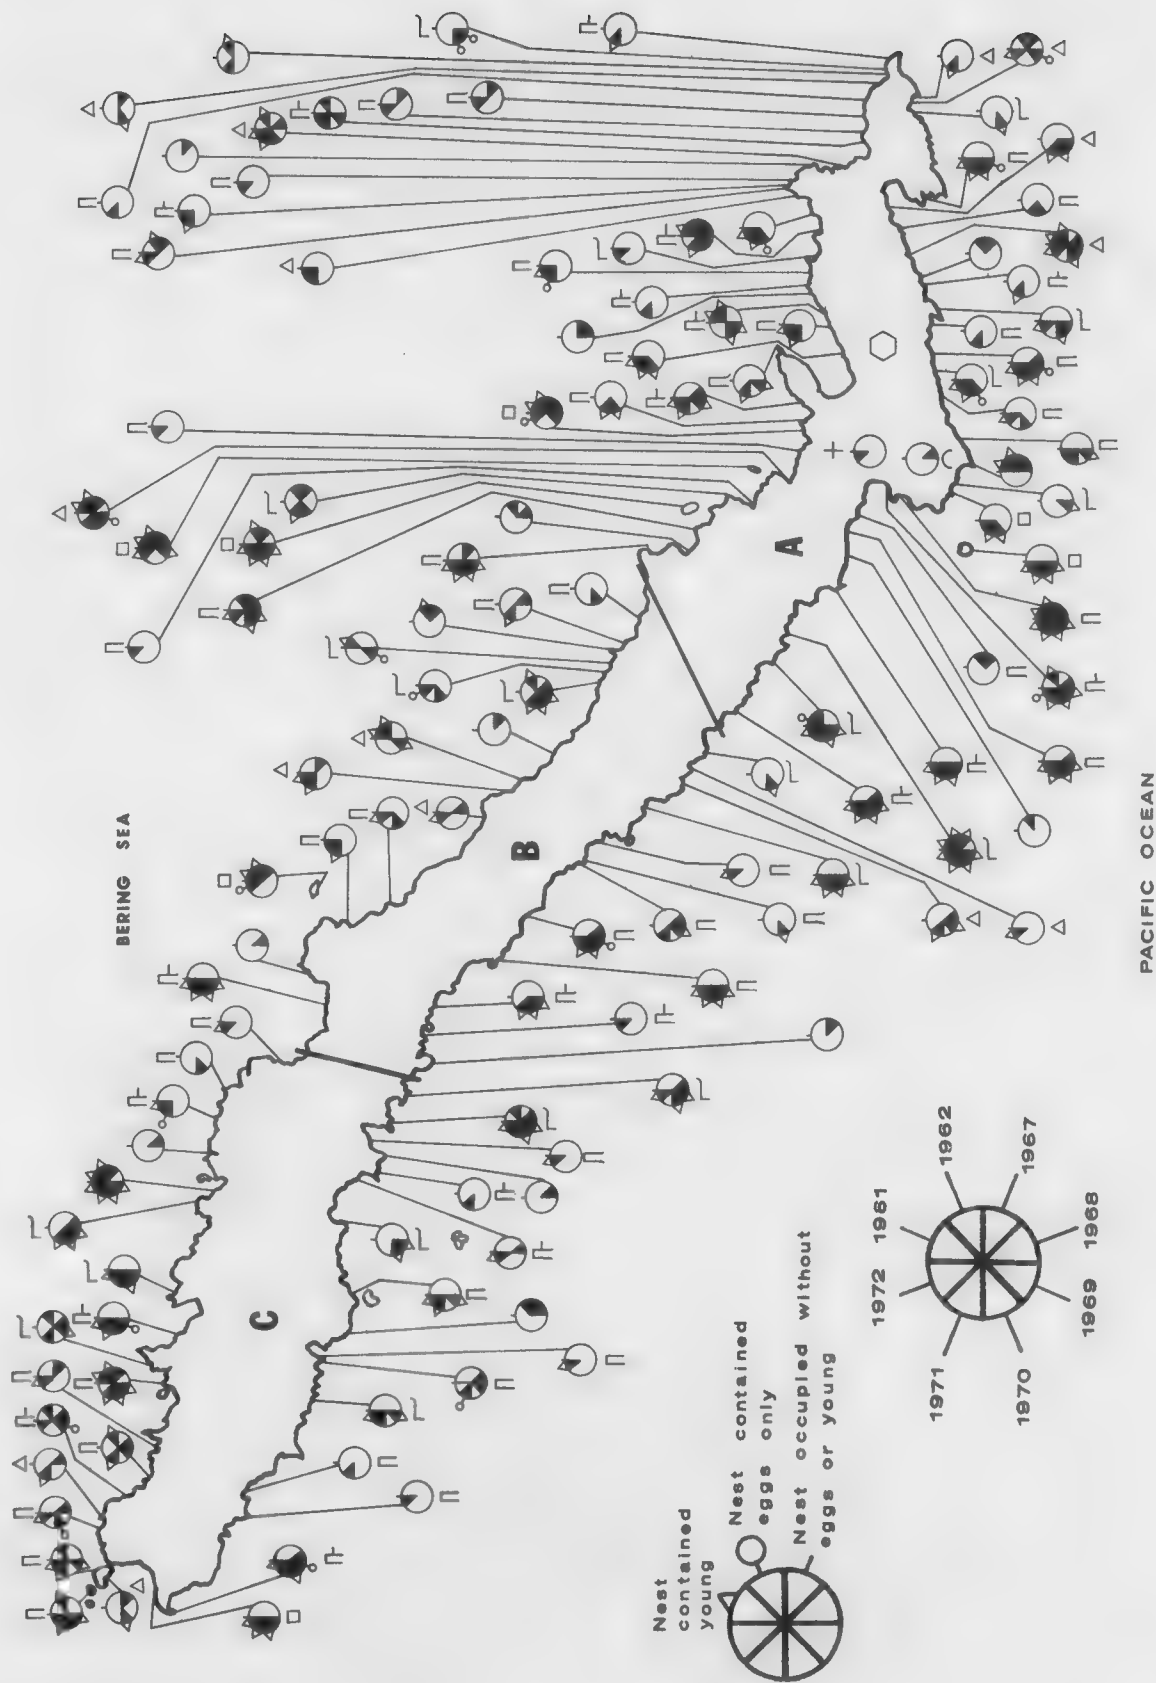 BERING SEA
A
B
C
PACIFIC OCEAN
Nest
contained
young
Nest contained
eggs only
Nest occupied without
eggs or young
1961
1962
1967
1968
1969
1970
1971
1972